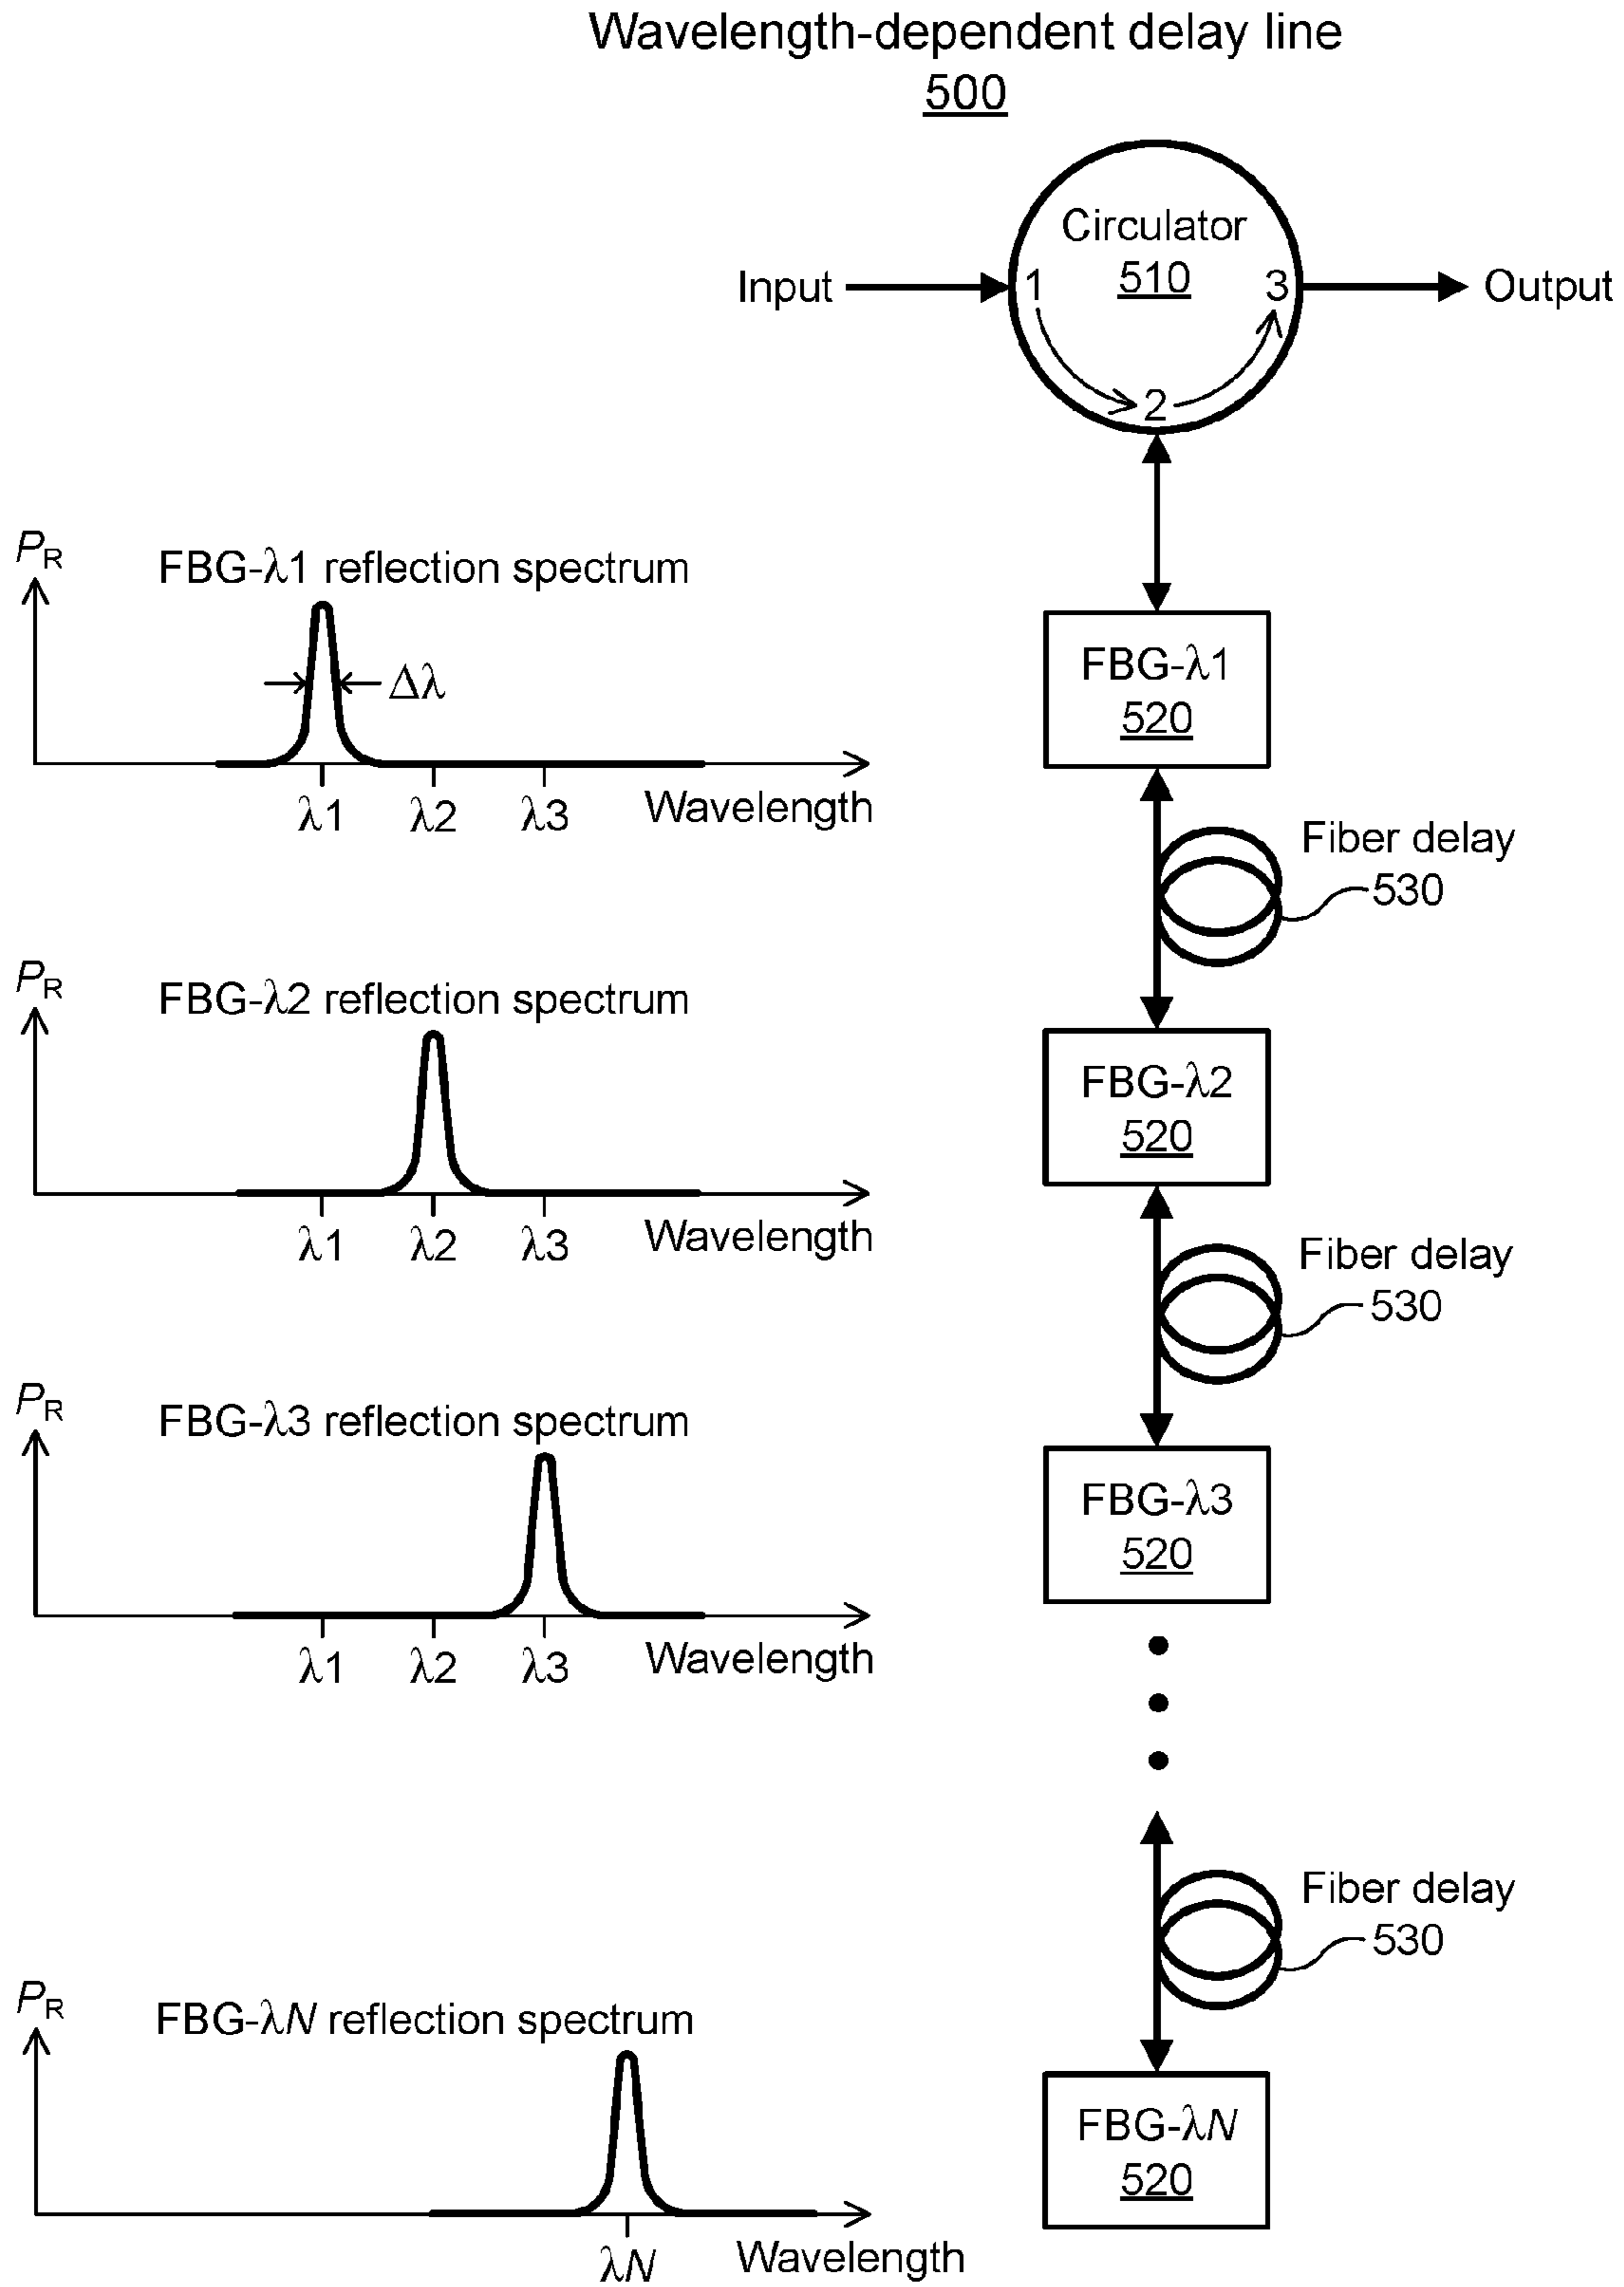 Wavelength-dependent delay line
500
Circulator
510
Input
1
3
Output
2
PR
FBG-λ1 reflection spectrum
Δλ
λ1
λ2
λ3
Wavelength
FBG-λ1
520
Fiber delay
530
PR
FBG-λ2 reflection spectrum
λ1
λ2
λ3
Wavelength
FBG-λ2
520
Fiber delay
530
PR
FBG-λ3 reflection spectrum
λ1
λ2
λ3
Wavelength
FBG-λ3
520
Fiber delay
530
PR
FBG-λN reflection spectrum
λN
Wavelength
FBG-λN
520